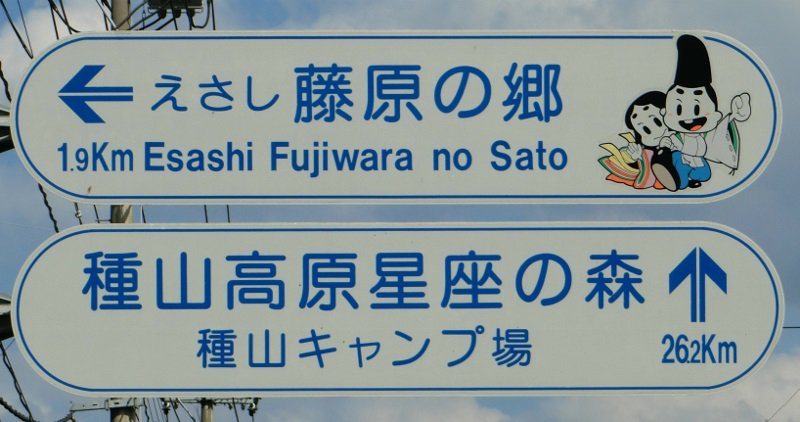 ← えさし 藤原の郷
1.9Km Esashi Fujiwara no Sato
種山高原星座の森 ↑
種山キャンプ場 26.2Km